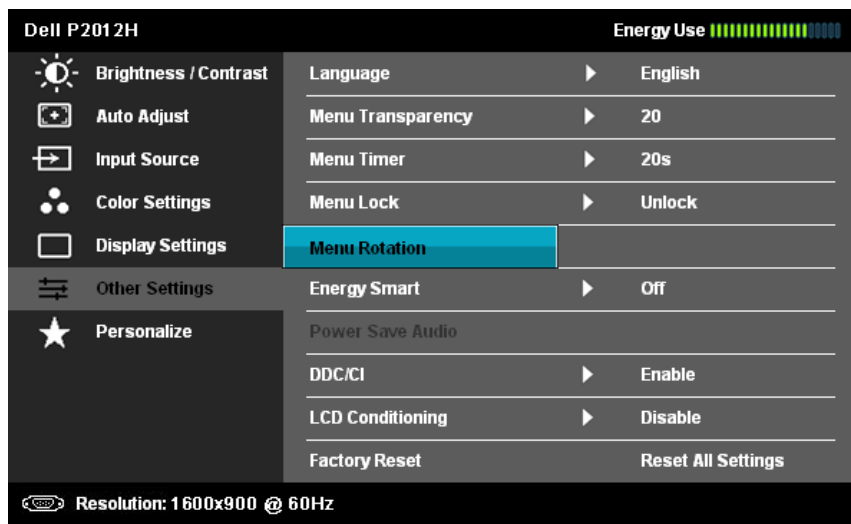 Dell P2012H Energy Use
Brightness / Contrast Language English
Auto Adjust Menu Transparency 20
Input Source Menu Timer 20s
Color Settings Menu Lock Unlock
Display Settings Menu Rotation
Other Settings Energy Smart Off
Personalize Power Save Audio
DDC/CI Enable
LCD Conditioning Disable
Factory Reset Reset All Settings
Resolution: 1600x900 @ 60Hz